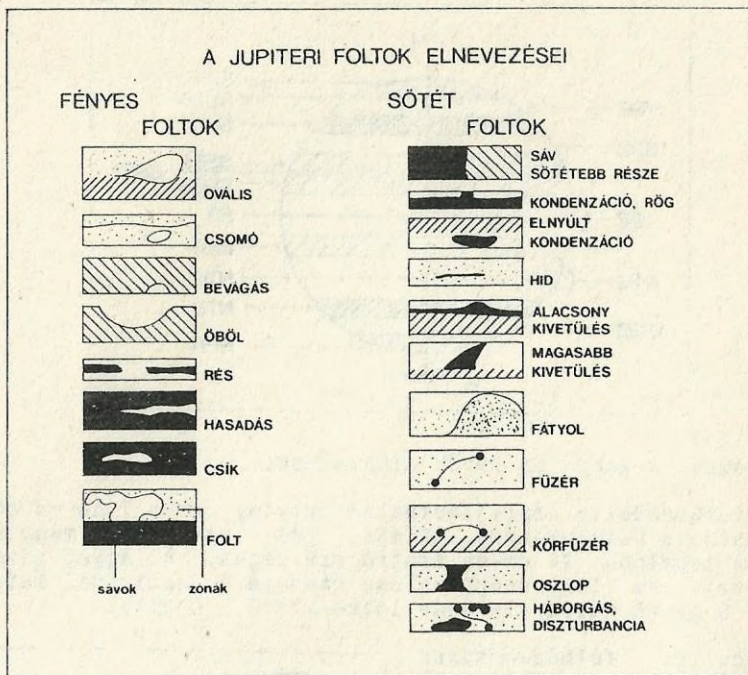 A JUPITERI FOLTOK ELNEVEZÉSEI
FÉNYES
FOLTOK
OVÁLIS
CSOMÓ
BEVÁGÁS
ÖBÖL
RÉS
HASADÁS
CSÍK
FOLT
sávok
zónák
SÖTÉT
FOLTOK
SÁV
SÖTÉTEBB RÉSZE
KONDENZÁCIÓ, RÖG
ELNYÚLT
KONDENZÁCIÓ
HID
ALACSONY
KIVETÜLÉS
MAGASABB
KIVETÜLÉS
FÁTYOL
FÜZÉR
KÖRFÜZÉR
OSZLOP
HÁBORGÁS,
DISZTURBANCIA